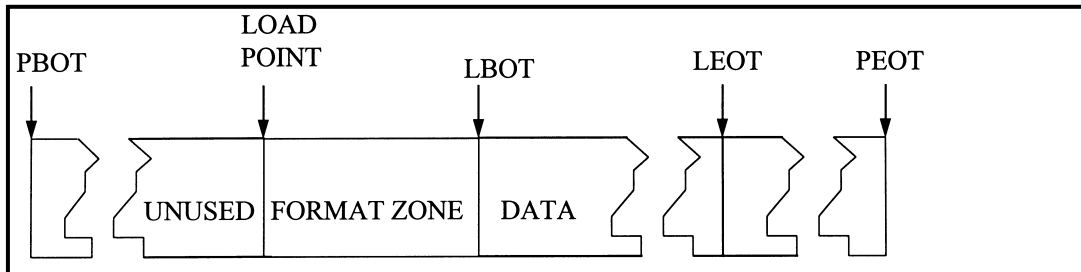 PBOT
LOAD
POINT
LBOT
LEOT
PEOT
UNUSED
FORMAT ZONE
DATA